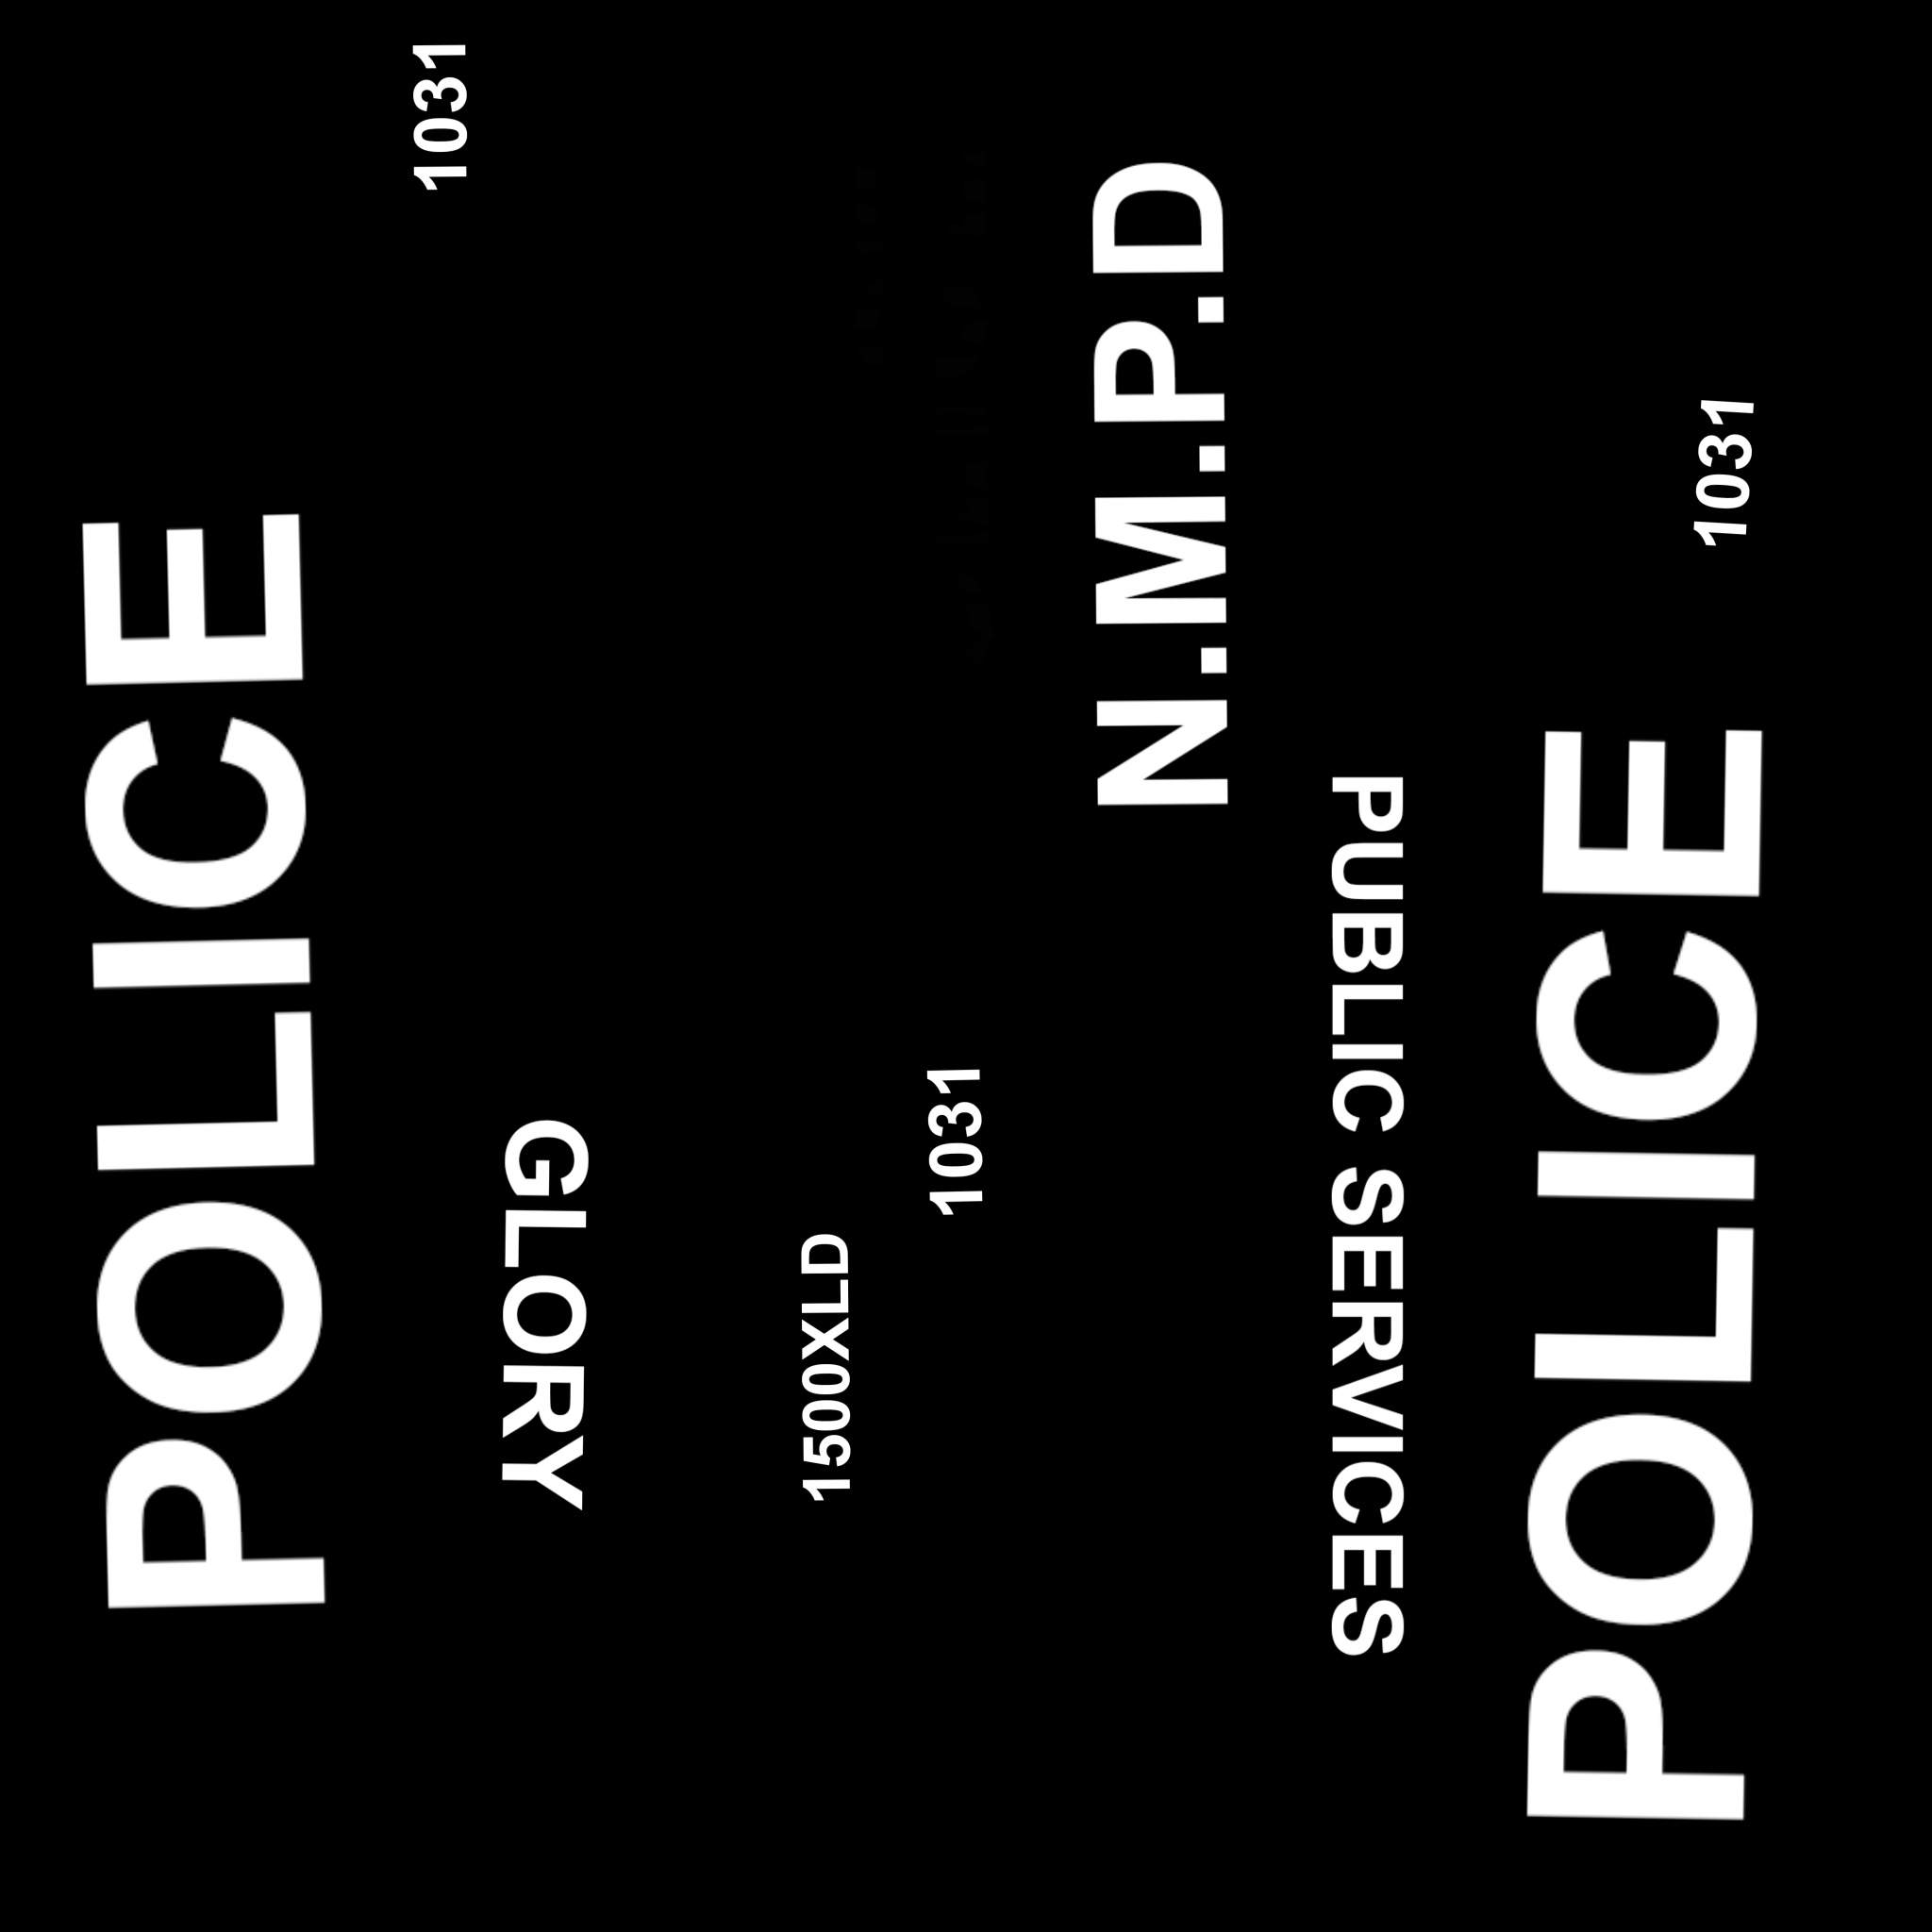 POLICE
1031
GLORY
1500XLD
1031
N.M.P.D
PUBLIC SERVICES
1031
POLICE